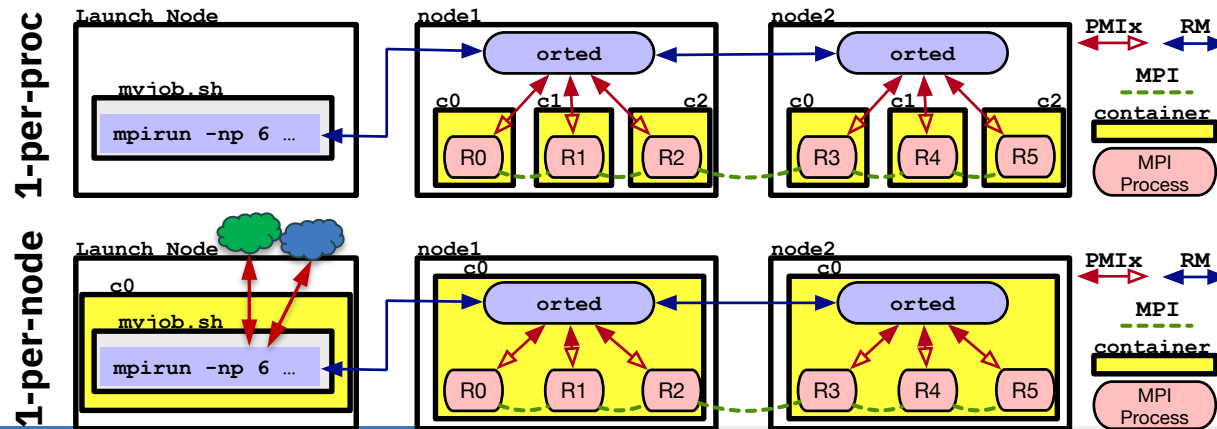 1-per-proc
Launch Node
myjob.sh
mpirun -np 6 …
node1
orted
c0
c1
c2
R0
R1
R2
node2
orted
c0
c1
c2
R3
R4
R5
PMIx
RM
MPI
container
MPI
Process
1-per-node
Launch Node
c0
myjob.sh
mpirun -np 6 …
node1
c0
orted
R0
R1
R2
node2
c0
orted
R3
R4
R5
PMIx
RM
MPI
container
MPI
Process